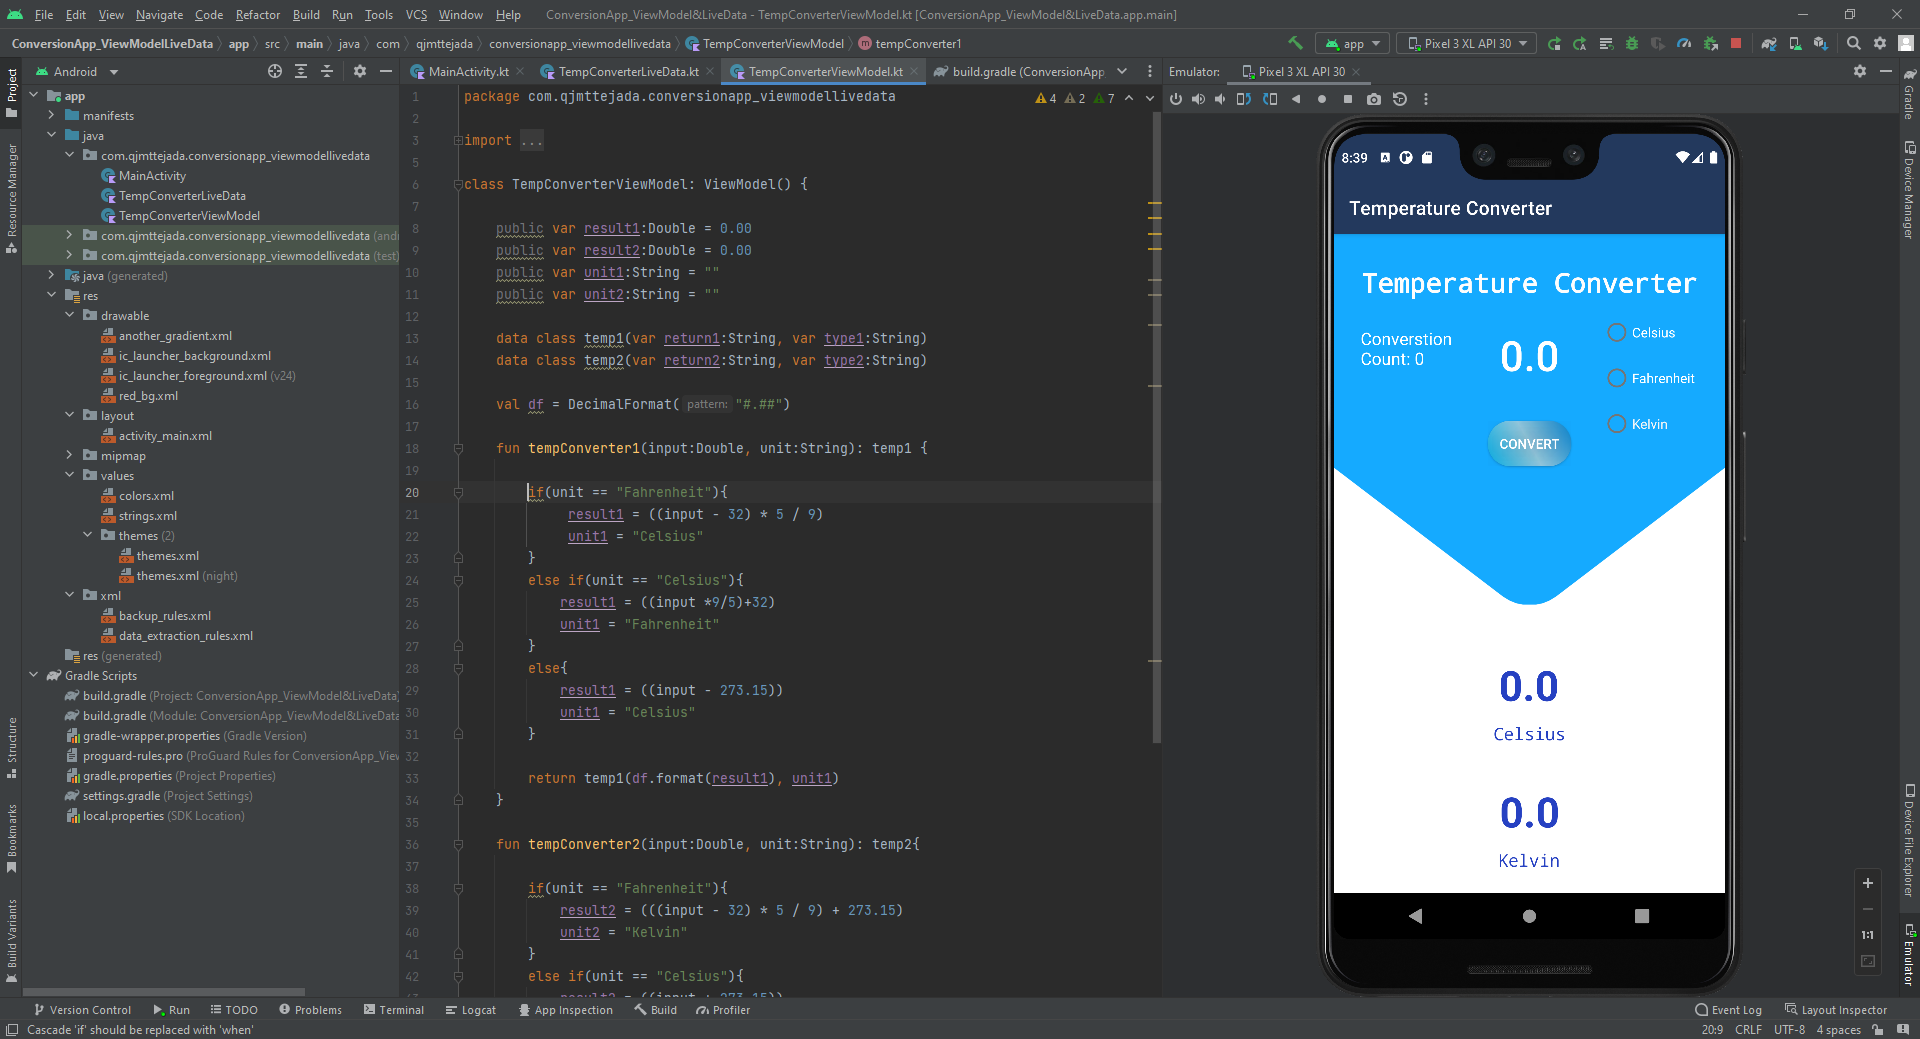 File Edit View Navigate Code Refactor Build Run Tools VCS Window Help ConversionApp_ViewModel&LiveData - TempConverterViewModel.kt [ConversionApp_ViewModel&LiveData.app.main]
ConversionApp_ViewModelLiveData app src main java com qjmttejada conversionapp_viewmodellivedata TempConverterViewModel tempConverter1 app Pixel 3 XL API 30
Project
Resource Manager
Structure
Bookmarks
Build Variants
Android
app
manifests
java
com.qjmttejada.conversionapp_viewmodellivedata
MainActivity
TempConverterLiveData
TempConverterViewModel
com.qjmttejada.conversionapp_viewmodellivedata (andr
com.qjmttejada.conversionapp_viewmodellivedata (test)
java (generated)
res
drawable
another_gradient.xml
ic_launcher_background.xml
ic_launcher_foreground.xml (v24)
red_bg.xml
layout
activity_main.xml
mipmap
values
colors.xml
strings.xml
themes (2)
themes.xml
themes.xml (night)
xml
backup_rules.xml
data_extraction_rules.xml
res (generated)
Gradle Scripts
build.gradle (Project: ConversionApp_ViewModel&LiveData)
build.gradle (Module: ConversionApp_ViewModel&LiveData
gradle-wrapper.properties (Gradle Version)
proguard-rules.pro (ProGuard Rules for ConversionApp_View
gradle.properties (Project Properties)
settings.gradle (Project Settings)
local.properties (SDK Location)
MainActivity.kt TempConverterLiveData.kt TempConverterViewModel.kt build.gradle (ConversionApp
4 2 7
1 package com.qjmttejada.conversionapp_viewmodellivedata
2
3 import ...
5
6 class TempConverterViewModel: ViewModel() {
7
8 public var result1:Double = 0.00
9 public var result2:Double = 0.00
10 public var unit1:String = ""
11 public var unit2:String = ""
12
13 data class temp1(var return1:String, var type1:String)
14 data class temp2(var return2:String, var type2:String)
15
16 val df = DecimalFormat( pattern: "#.##")
17
18 fun tempConverter1(input:Double, unit:String): temp1 {
19
20 if(unit == "Fahrenheit"){
21 result1 = ((input - 32) * 5 / 9)
22 unit1 = "Celsius"
23 }
24 else if(unit == "Celsius"){
25 result1 = ((input *9/5)+32)
26 unit1 = "Fahrenheit"
27 }
28 else{
29 result1 = ((input - 273.15))
30 unit1 = "Celsius"
31 }
32
33 return temp1(df.format(result1), unit1)
34 }
35
36 fun tempConverter2(input:Double, unit:String): temp2{
37
38 if(unit == "Fahrenheit"){
39 result2 = (((input - 32) * 5 / 9) + 273.15)
40 unit2 = "Kelvin"
41 }
42 else if(unit == "Celsius"){
Emulator: Pixel 3 XL API 30
8:39
Temperature Converter
Temperature Converter
Converstion
Count: 0
0.0
Celsius
Fahrenheit
Kelvin
CONVERT
0.0
Celsius
0.0
Kelvin
1:1
Gradle
Device Manager
Device File Explorer
Emulator
Version Control Run TODO Problems Terminal Logcat App Inspection Build Profiler Event Log Layout Inspector
Cascade 'if' should be replaced with 'when' 20:9 CRLF UTF-8 4 spaces